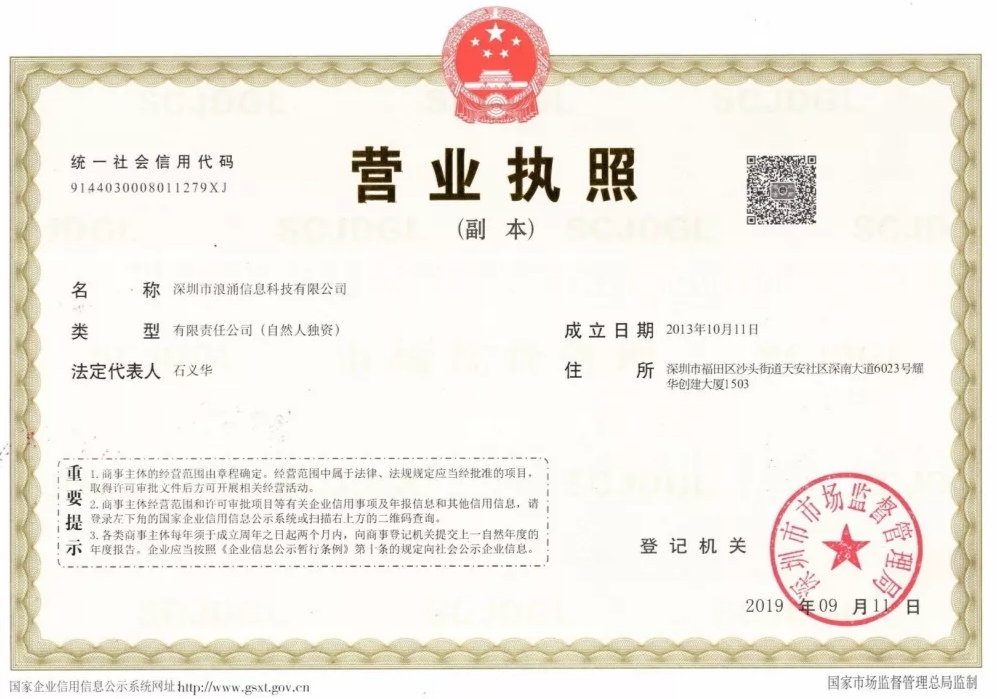 统一社会信用代码
9144030008011279XJ
营业执照
(副 本)
名 称 深圳市浪涌信息科技有限公司
类 型 有限责任公司（自然人独资）
成立日期 2013年10月11日
法定代表人 石义华
住 所 深圳市福田区沙头街道天安社区深南大道6023号耀
华创建大厦1503
重要提示
1.商事主体的经营范围由章程确定。经营范围中属于法律、法规规定应当经批准的项目，
取得许可审批文件后方可开展相关经营活动。
2.商事主体经营范围和许可审批项目等有关企业信用事项及年报信息和其他信用信息，请
登录左下角的国家企业信用信息公示系统或扫描右上方的二维码查询。
3.各类商事主体每年须于成立周年之日起两个月内，向商事登记机关提交上一自然年度的
年度报告。企业应当按照《企业信息公示暂行条例》第十条的规定向社会公示企业信息。
登记机关
深圳市市场监督管理局
2019 年09 月11 日
国家企业信用信息公示系统网址:http://www.gsxt.gov.cn
国家市场监督管理总局监制